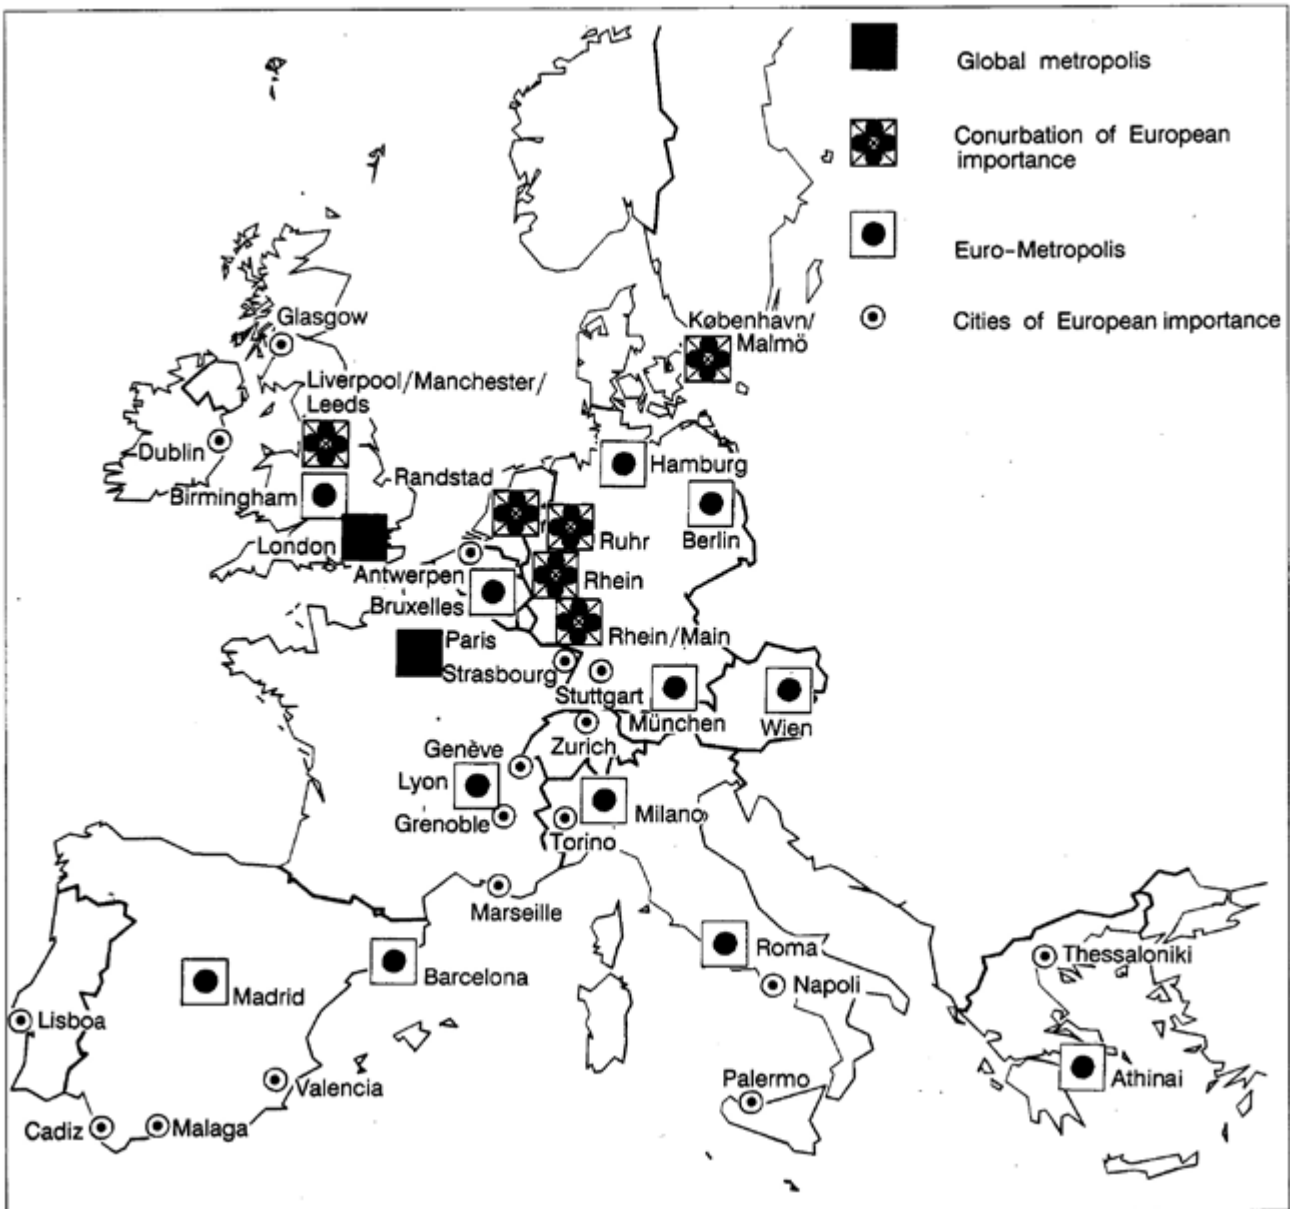 Global metropolis
Conurbation of European
importance
Euro-Metropolis
Cities of European importance
Glasgow
København/
Malmö
Liverpool/Manchester/
Leeds
Dublin
Birmingham
Randstad
Hamburg
London
Ruhr
Berlin
Antwerpen
Rhein
Bruxelles
Paris
Rhein/Main
Strasbourg
Stuttgart
München
Wien
Genève
Zurich
Lyon
Grenoble
Torino
Milano
Marseille
Barcelona
Roma
Thessaloniki
Madrid
Napoli
Lisboa
Valencia
Palermo
Athinai
Cadiz
Malaga